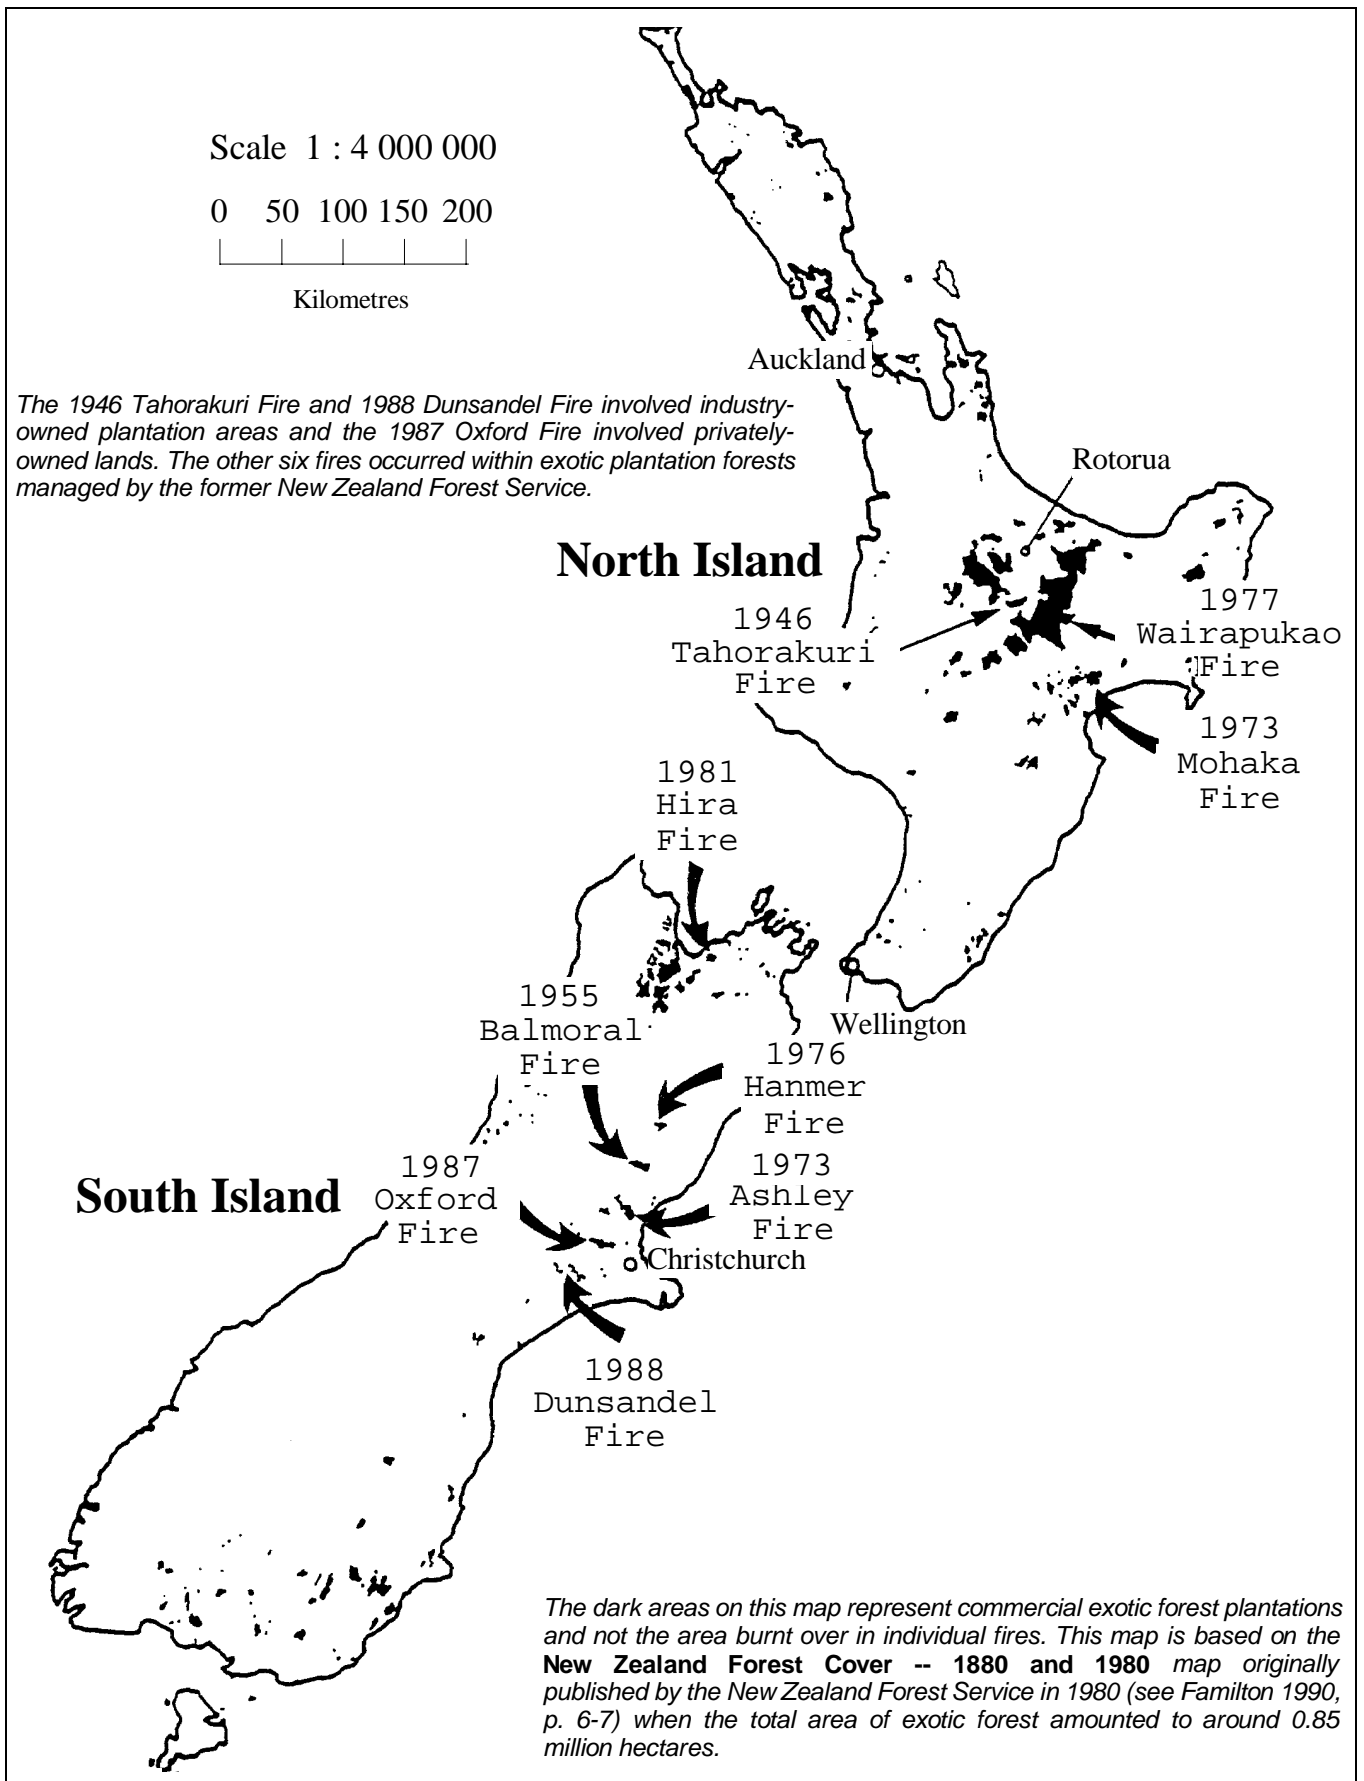 Scale 1 : 4 000 000
0 50 100 150 200
Kilometres
Auckland
The 1946 Tahorakuri Fire and 1988 Dunsandel Fire involved industry-
owned plantation areas and the 1987 Oxford Fire involved privately-
owned lands. The other six fires occurred within exotic plantation forests
managed by the former New Zealand Forest Service.
Rotorua
North Island
1946
Tahorakuri
Fire
1977
Wairapukao
Fire
1973
Mohaka
Fire
1981
Hira
Fire
1955
Balmoral
Fire
Wellington
1976
Hanmer
Fire
South Island
1987
Oxford
Fire
1973
Ashley
Fire
Christchurch
1988
Dunsandel
Fire
The dark areas on this map represent commercial exotic forest plantations
and not the area burnt over in individual fires. This map is based on the
New Zealand Forest Cover -- 1880 and 1980 map originally
published by the New Zealand Forest Service in 1980 (see Familton 1990,
p. 6-7) when the total area of exotic forest amounted to around 0.85
million hectares.